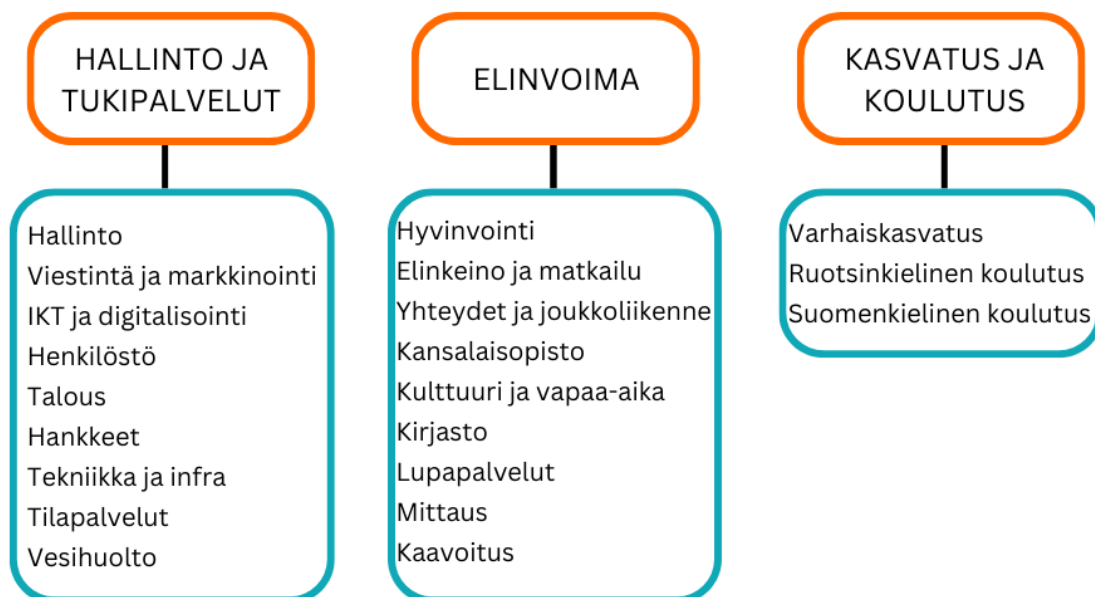 HALLINTO JA
TUKIPALVELUT
Hallinto
Viestintä ja markkinointi
IKT ja digitalisointi
Henkilöstö
Talous
Hankkeet
Tekniikka ja infra
Tilapalvelut
Vesihuolto
ELINVOIMA
Hyvinvointi
Elinkeino ja matkailu
Yhteydet ja joukkoliikenne
Kansalaisopisto
Kulttuuri ja vapaa-aika
Kirjasto
Lupapalvelut
Mittaus
Kaavoitus
KASVATUS JA
KOULUTUS
Varhaiskasvatus
Ruotsinkielinen koulutus
Suomenkielinen koulutus